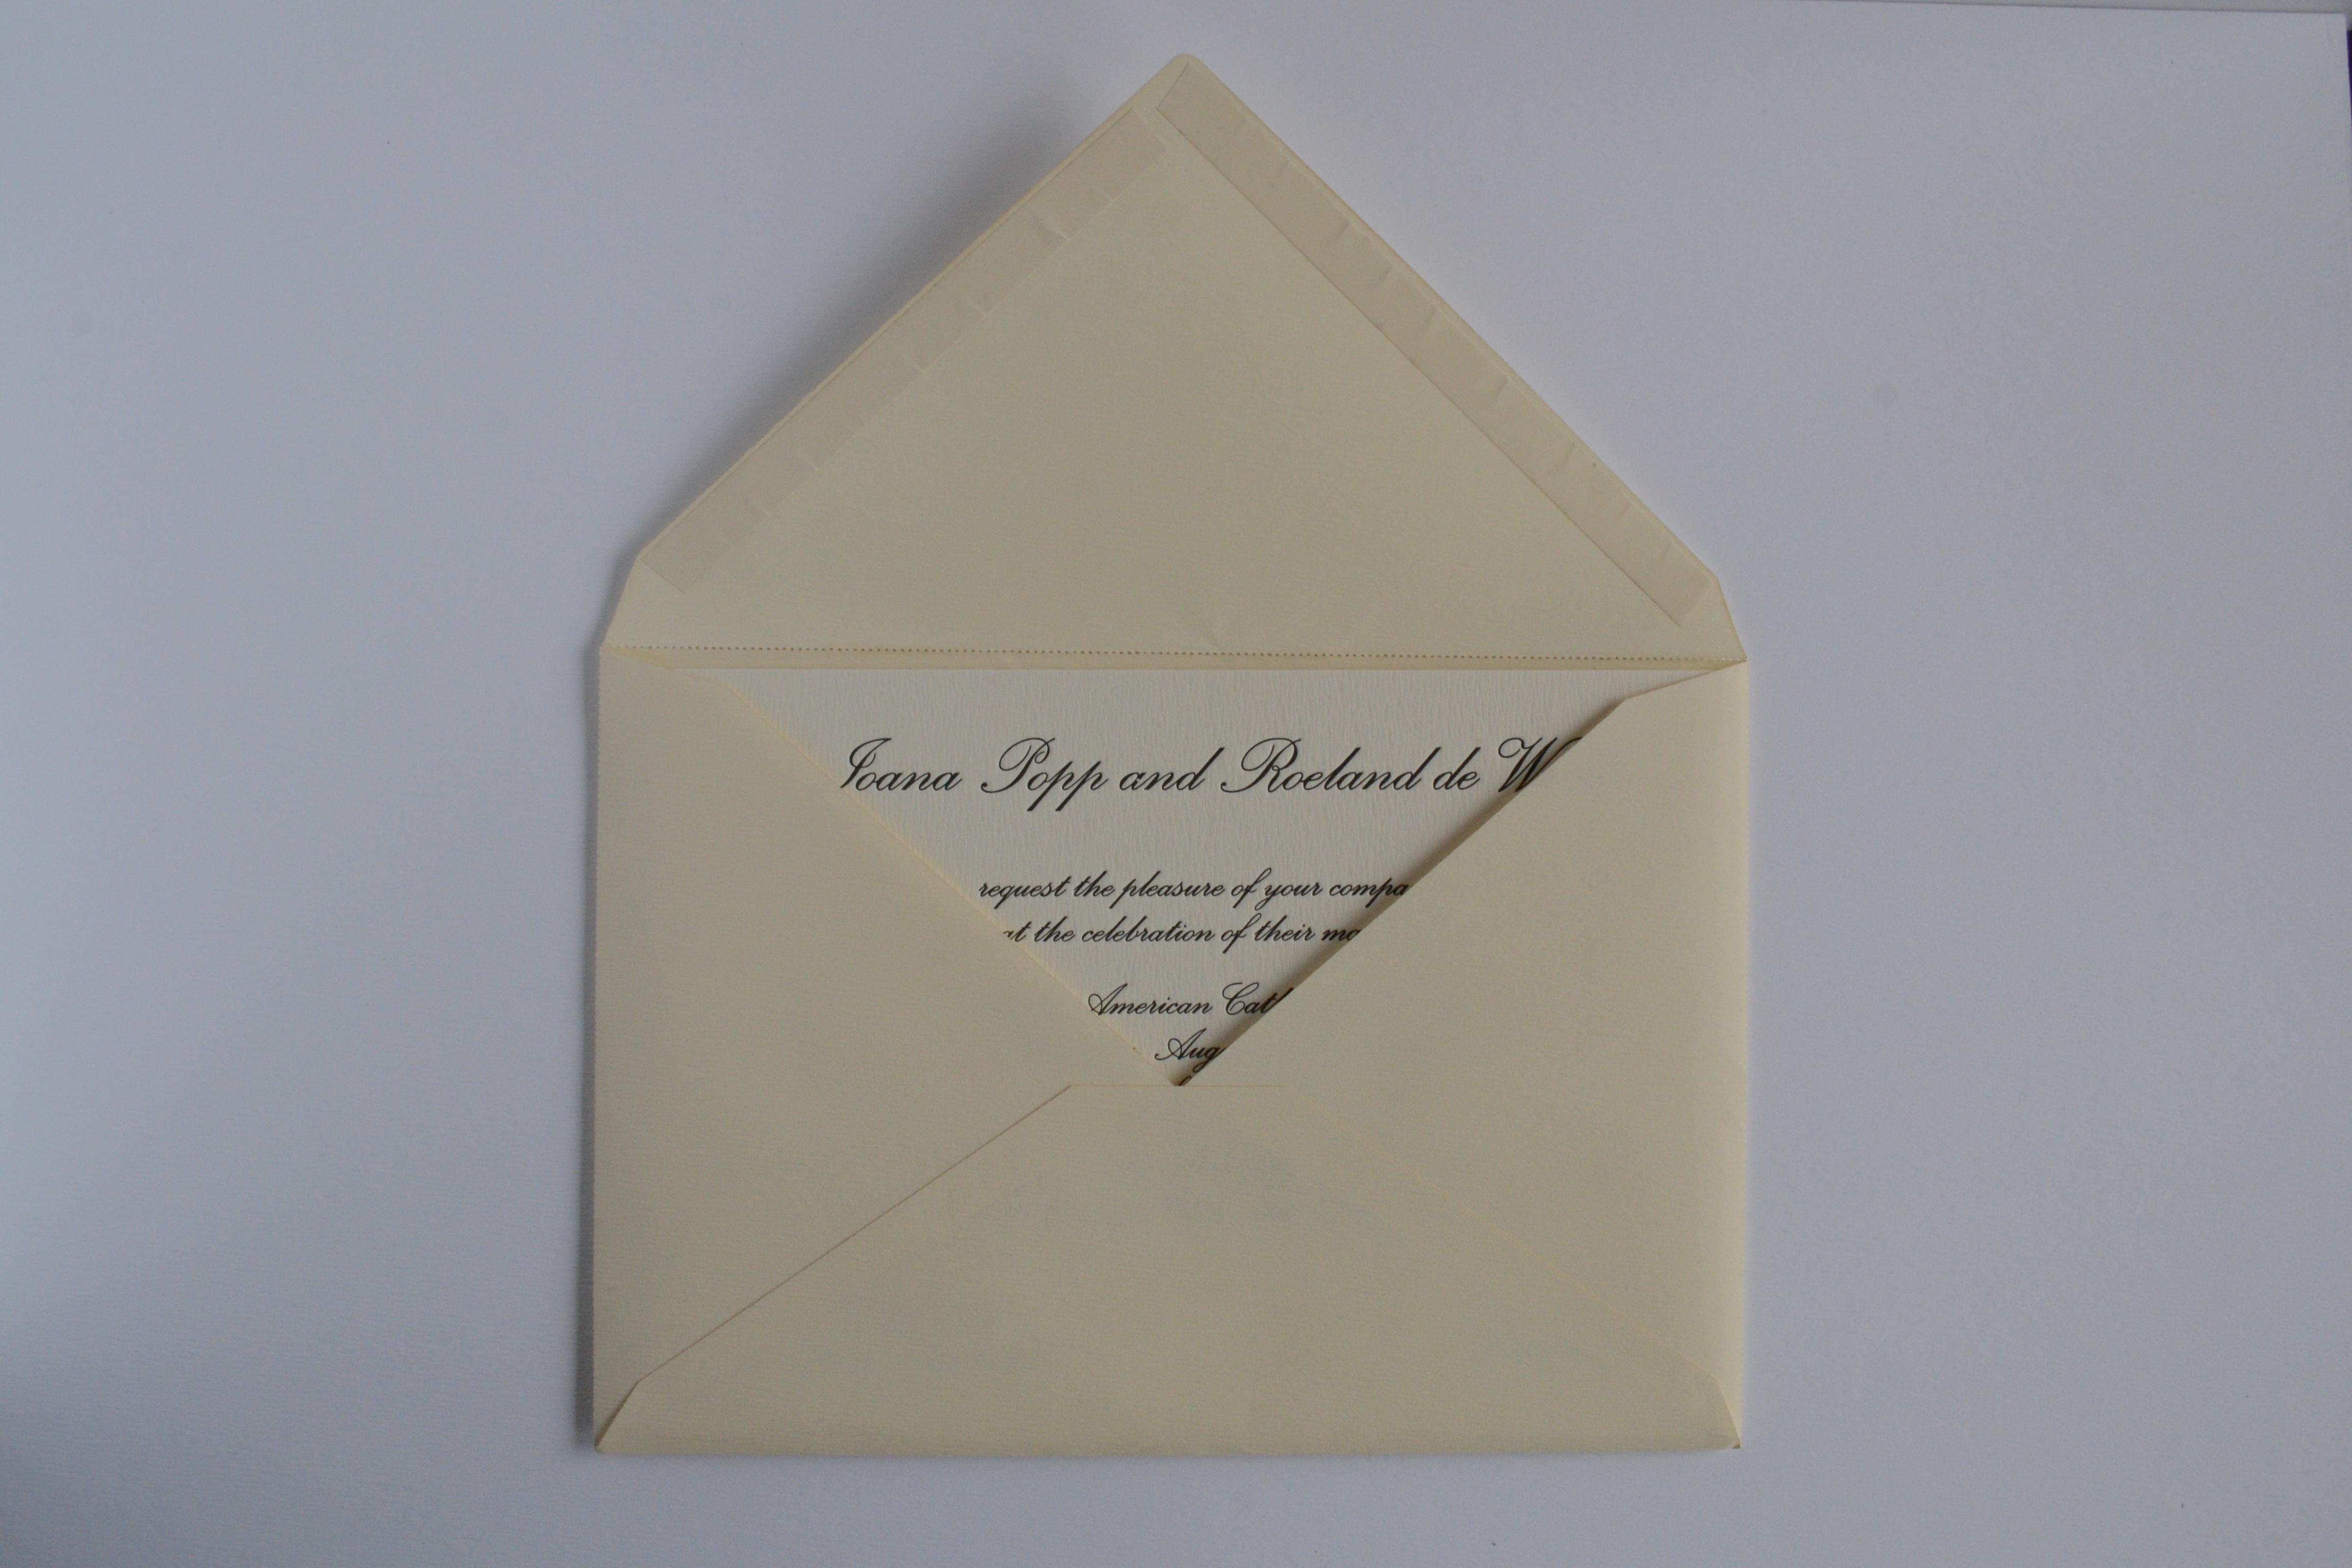 Ioana Popp and Roeland de W
request the pleasure of your compa
at the celebration of their ma
American Cat
Aug